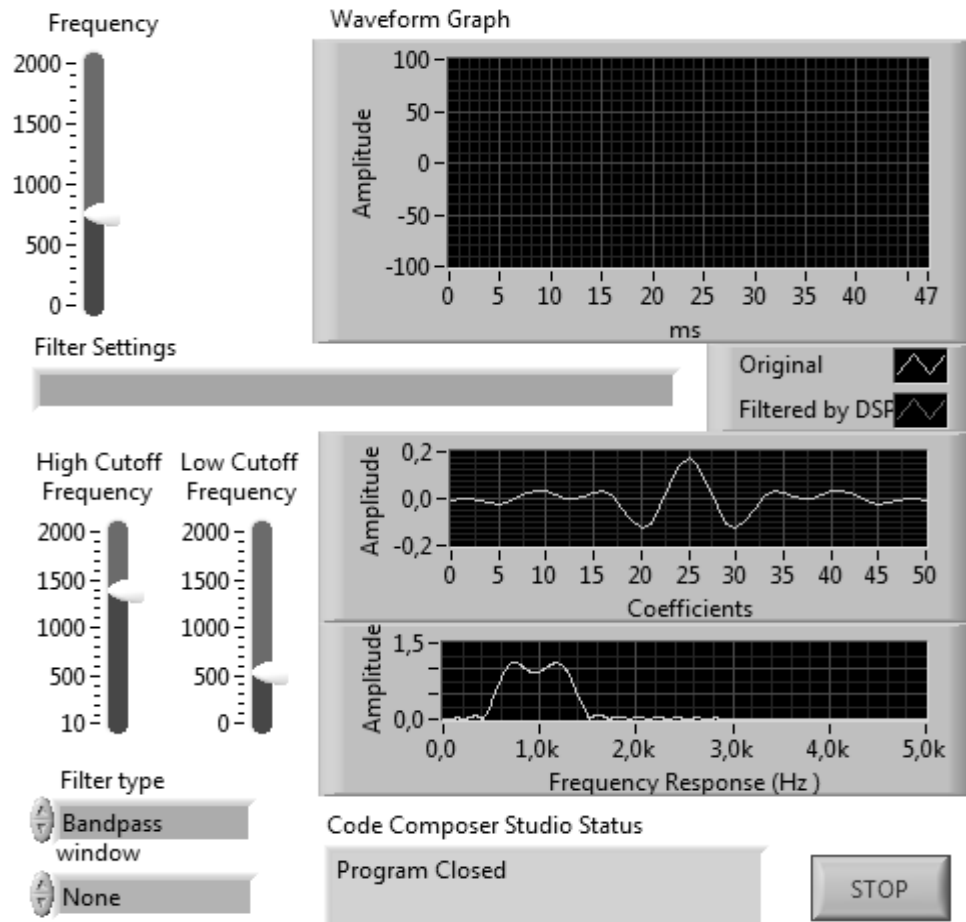 Frequency
2000
1500
1000
500
0
Waveform Graph
Amplitude
100
50
0
-50
-100
0 5 10 15 20 25 30 35 40 47
ms
Filter Settings
Original
Filtered by DSP
High Cutoff
Frequency
2000
1500
1000
500
10
Low Cutoff
Frequency
2000
1500
1000
500
0
Amplitude
0,2
0,0
-0,2
0 5 10 15 20 25 30 35 40 45 50
Coefficients
Amplitude
1,5
0,0
0,0 1,0k 2,0k 3,0k 4,0k 5,0k
Frequency Response (Hz )
Filter type
Bandpass
window
None
Code Composer Studio Status
Program Closed
STOP